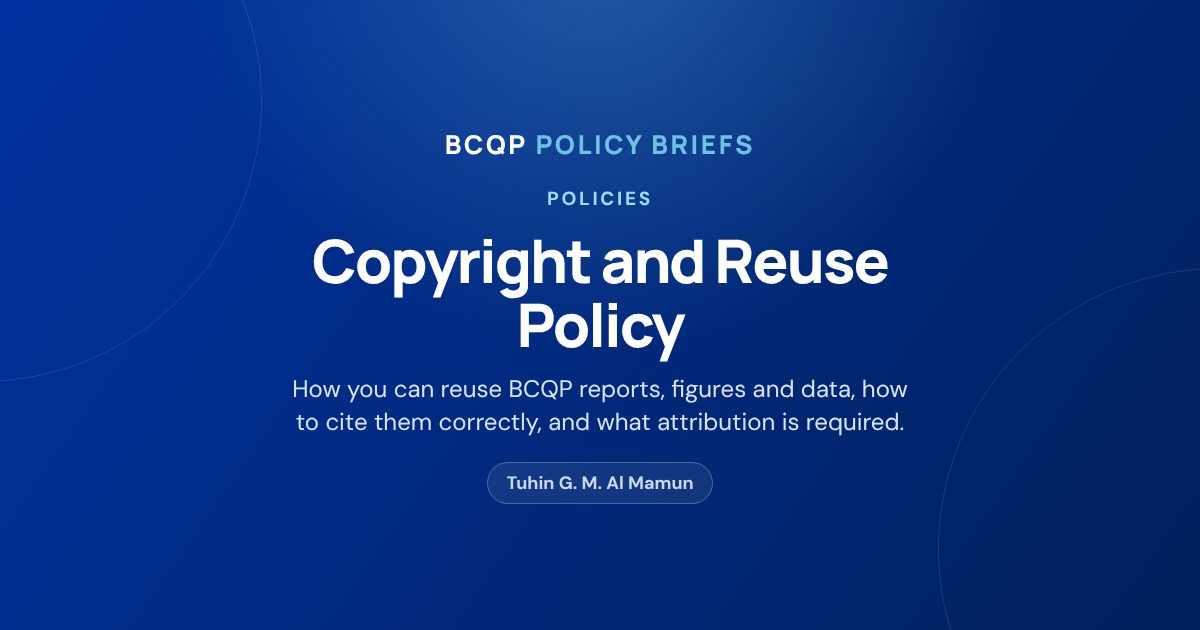 BCQP POLICY BRIEFS
POLICIES
Copyright and Reuse
Policy
How you can reuse BCQP reports, figures and data, how
to cite them correctly, and what attribution is required.
Tuhin G. M. Al Mamun